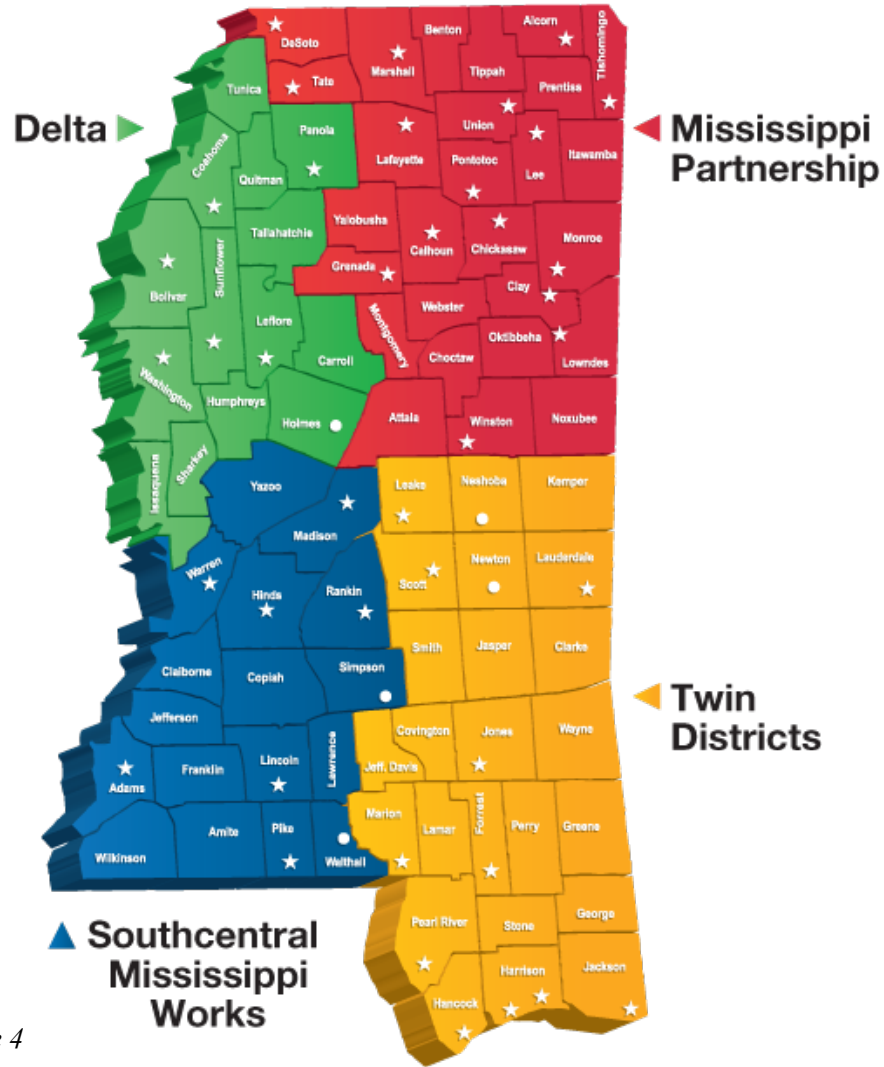 DeSoto
Tate
Marshall
Benton
Tippah
Alcorn
Tishomingo
Prentiss
Union
Lafayette
Pontotoc
Lee
Itawamba
Yalobusha
Calhoun
Chickasaw
Monroe
Grenada
Clay
Webster
Montgomery
Choctaw
Oktibbeha
Lowndes
Attala
Winston
Noxubee
Mississippi
Partnership
Delta
Tunica
Coahoma
Panola
Quitman
Tallahatchie
Bolivar
Sunflower
Leflore
Carroll
Washington
Humphreys
Holmes
Issaquena
Sharkey
Yazoo
Madison
Warren
Hinds
Rankin
Claiborne
Copiah
Simpson
Jefferson
Adams
Franklin
Lincoln
Lawrence
Wilkinson
Amite
Pike
Walthall
Southcentral
Mississippi
Works
Leake
Neshoba
Kemper
Scott
Newton
Lauderdale
Smith
Jasper
Clarke
Covington
Jeff. Davis
Jones
Wayne
Marion
Lamar
Forrest
Perry
Greene
Pearl River
Stone
George
Hancock
Harrison
Jackson
Twin
Districts
4